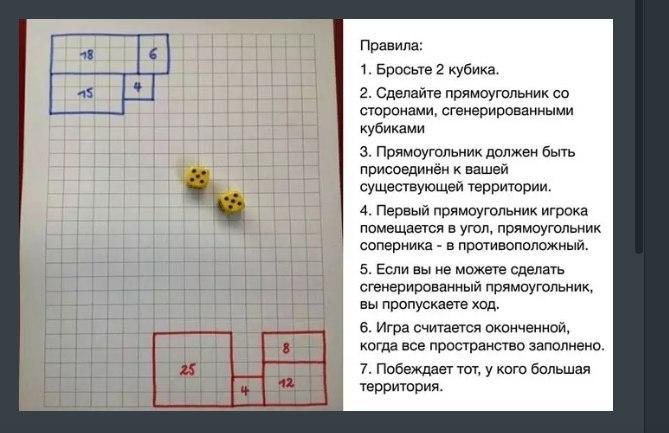 18
6
15
4
25
8
4
12
Правила:
1. Бросьте 2 кубика.
2. Сделайте прямоугольник со
сторонами, сгенерированными
кубиками
3. Прямоугольник должен быть
присоединён к вашей
существующей территории.
4. Первый прямоугольник игрока
помещается в угол, прямоугольник
соперника - в противоположный.
5. Если вы не можете сделать
сгенерированный прямоугольник,
вы пропускаете ход.
6. Игра считается оконченной,
когда все пространство заполнено.
7. Побеждает тот, у кого большая
территория.